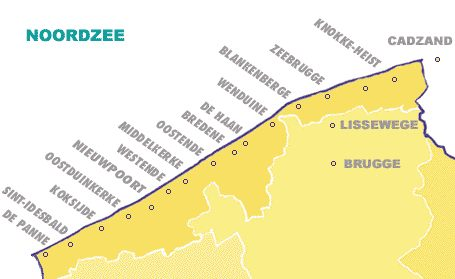 NOORDZEE
CADZAND
KNOKKE-HEIST
ZEEBRUGGE
BLANKENBERGE
WENDUINE
DE HAAN
BREDENE
OOSTENDE
MIDDELKERKE
WESTENDE
NIEUWPOORT
OOSTDUINKERKE
KOKSIJDE
SINT-IDESBALD
DE PANNE
LISSEWEGE
BRUGGE